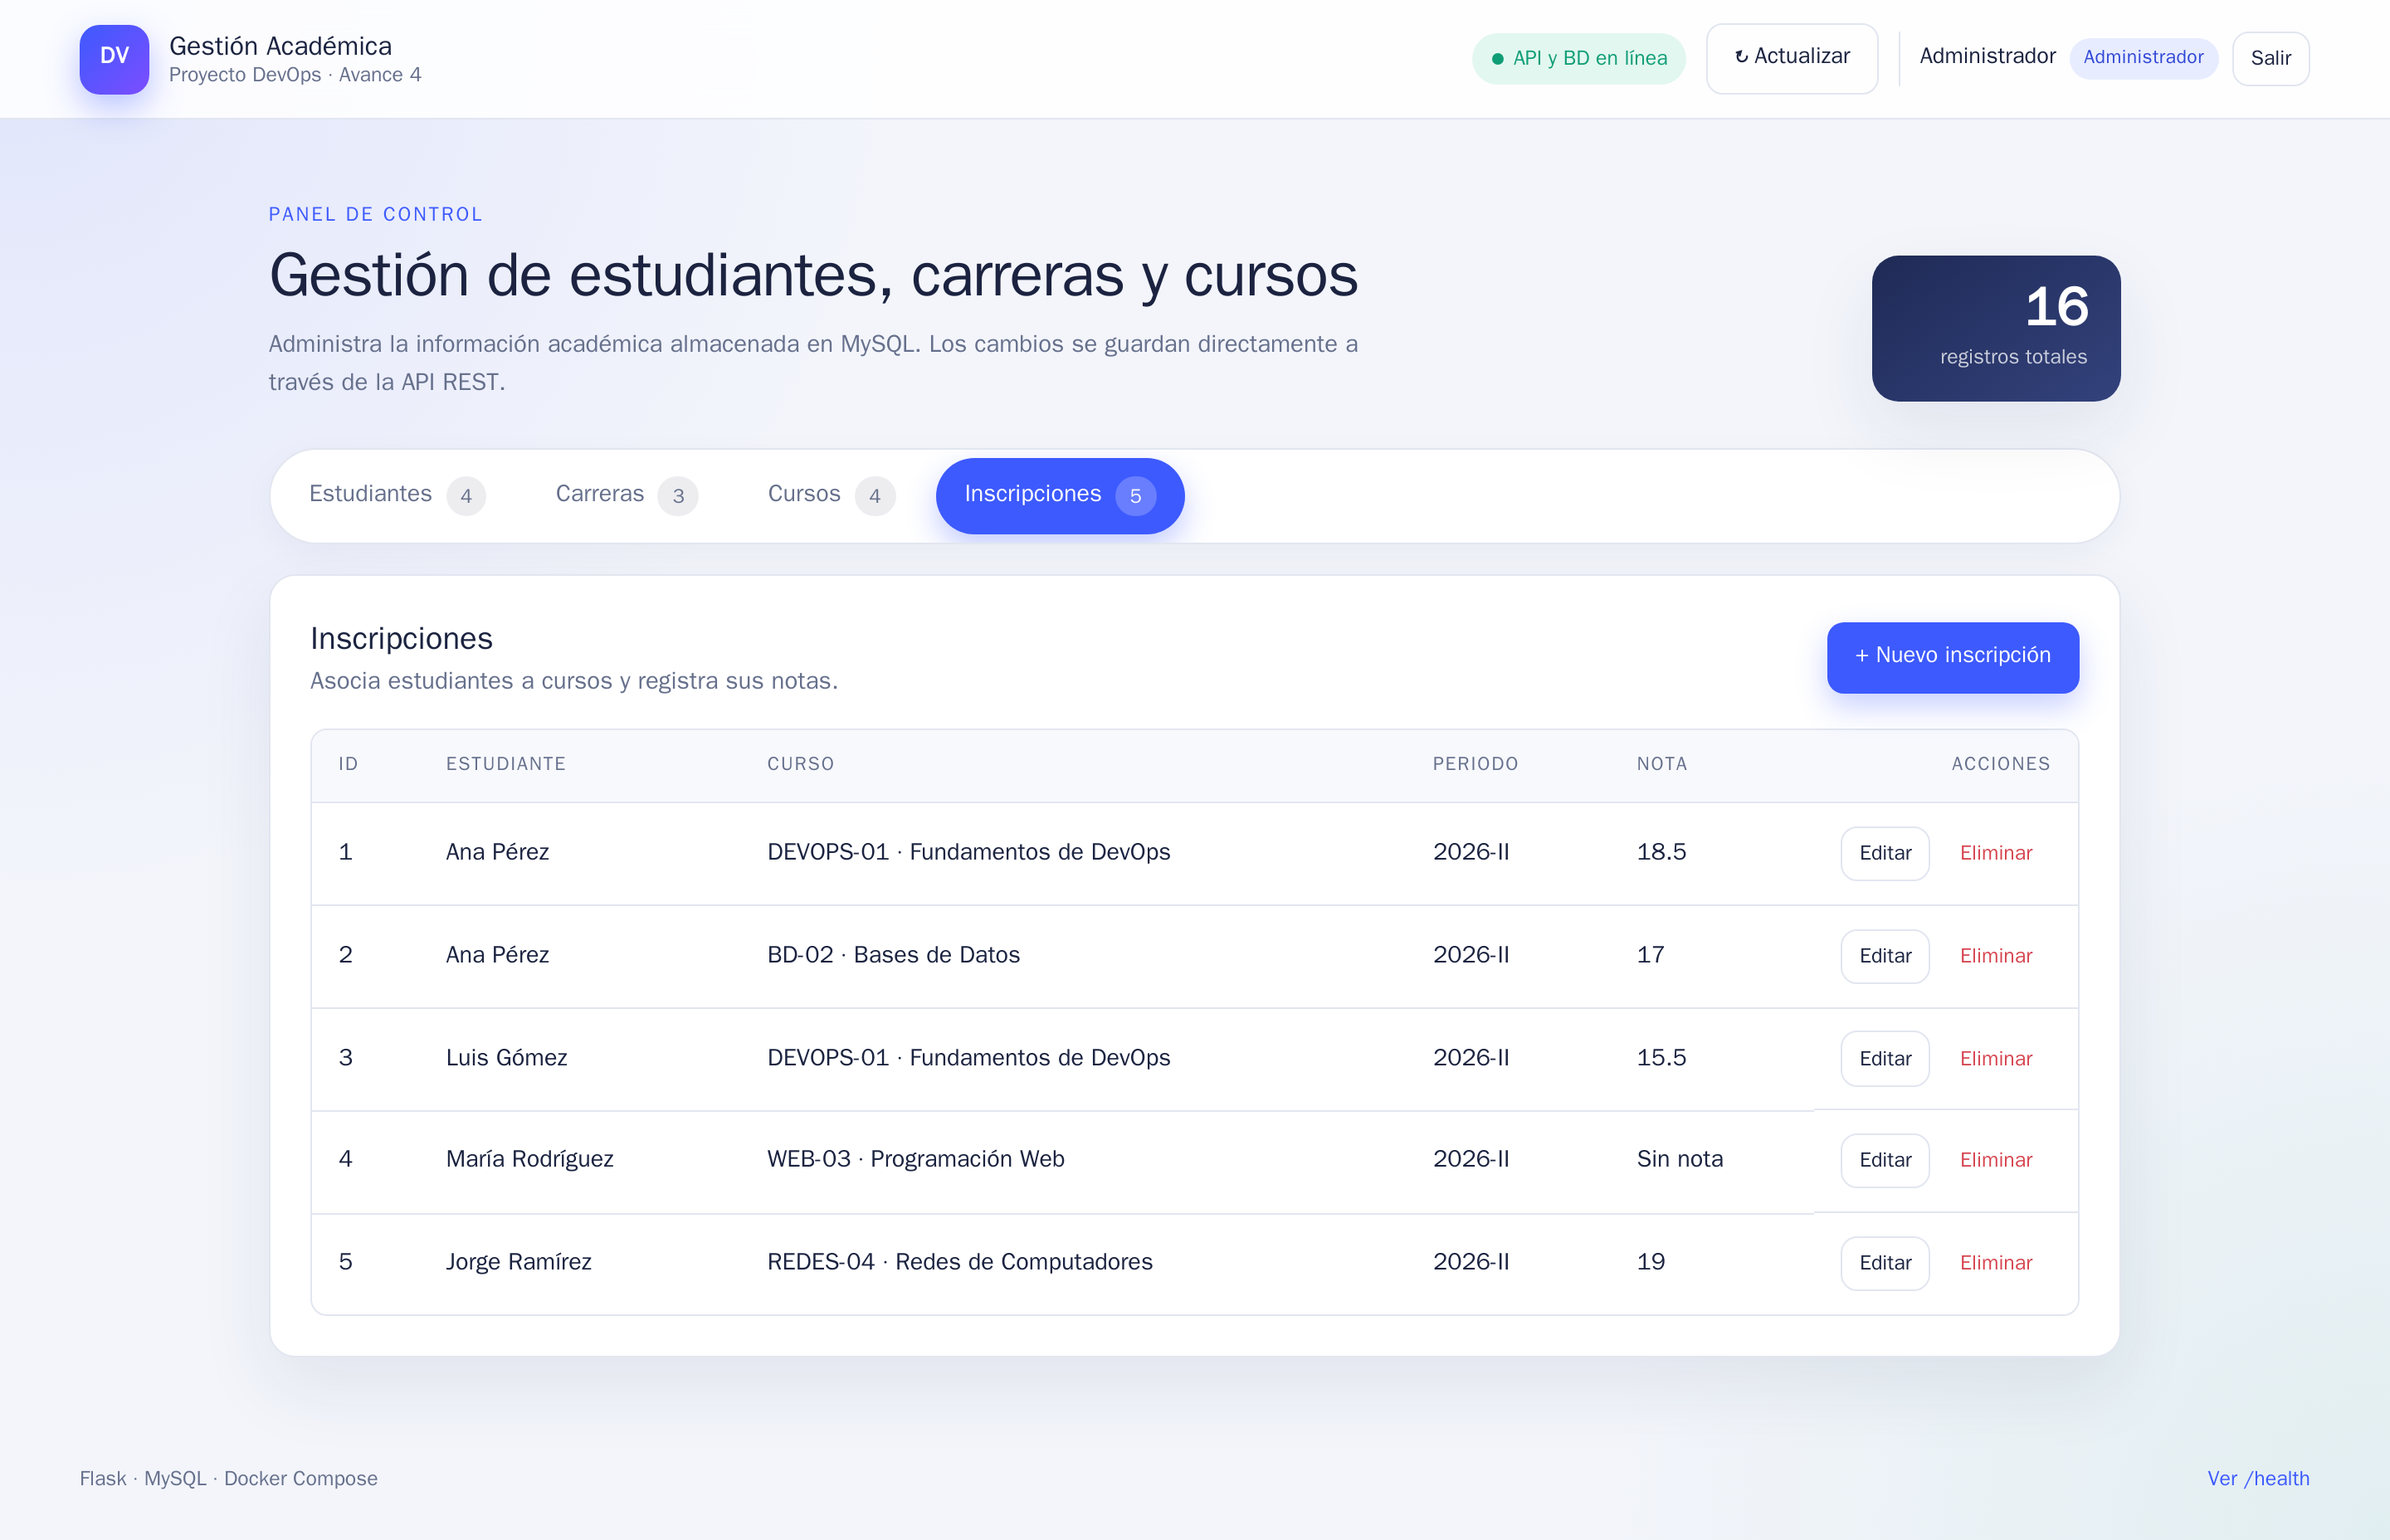 DV
Gestión Académica
Proyecto DevOps · Avance 4
API y BD en línea
↻ Actualizar
Administrador
Administrador
Salir
PANEL DE CONTROL
Gestión de estudiantes, carreras y cursos
Administra la información académica almacenada en MySQL. Los cambios se guardan directamente a
través de la API REST.
16
registros totales
Estudiantes 4
Carreras 3
Cursos 4
Inscripciones 5
Inscripciones
Asocia estudiantes a cursos y registra sus notas.
+ Nuevo inscripción
ID ESTUDIANTE CURSO PERIODO NOTA ACCIONES
1 Ana Pérez DEVOPS-01 · Fundamentos de DevOps 2026-II 18.5 Editar Eliminar
2 Ana Pérez BD-02 · Bases de Datos 2026-II 17 Editar Eliminar
3 Luis Gómez DEVOPS-01 · Fundamentos de DevOps 2026-II 15.5 Editar Eliminar
4 María Rodríguez WEB-03 · Programación Web 2026-II Sin nota Editar Eliminar
5 Jorge Ramírez REDES-04 · Redes de Computadores 2026-II 19 Editar Eliminar
Flask · MySQL · Docker Compose
Ver /health